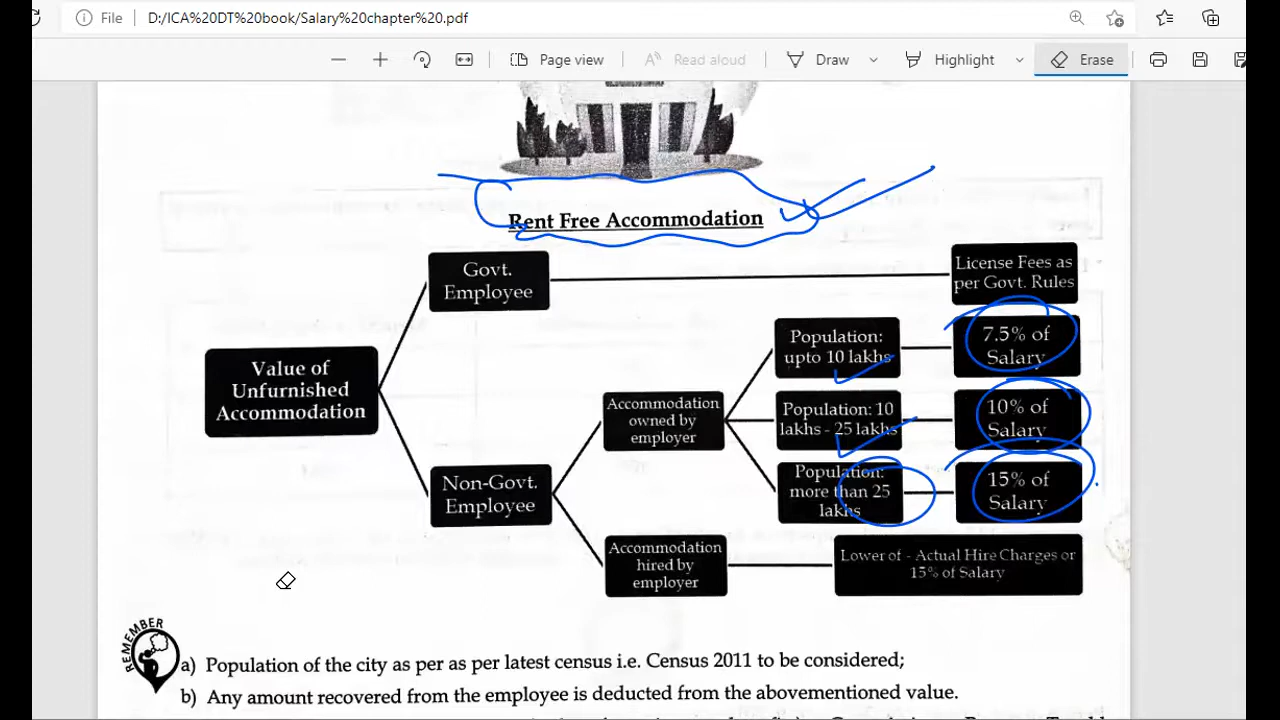 File
D:/ICA%20DT%20book/Salary%20chapter%20.pdf
Page view
Read aloud
Draw
Highlight
Erase
Rent Free Accommodation
Govt.
Employee
License Fees as
per Govt. Rules
Value of
Unfurnished
Accommodation
Accommodation
owned by
employer
Population:
upto 10 lakhs
7.5% of
Salary
Population: 10
lakhs - 25 lakhs
10% of
Salary
Population:
more than 25
lakhs
15% of
Salary
Non-Govt.
Employee
Accommodation
hired by
employer
Lower of - Actual Hire Charges or
15% of Salary
REMEMBER
a) Population of the city as per as per latest census i.e. Census 2011 to be considered;
b) Any amount recovered from the employee is deducted from the abovementioned value.